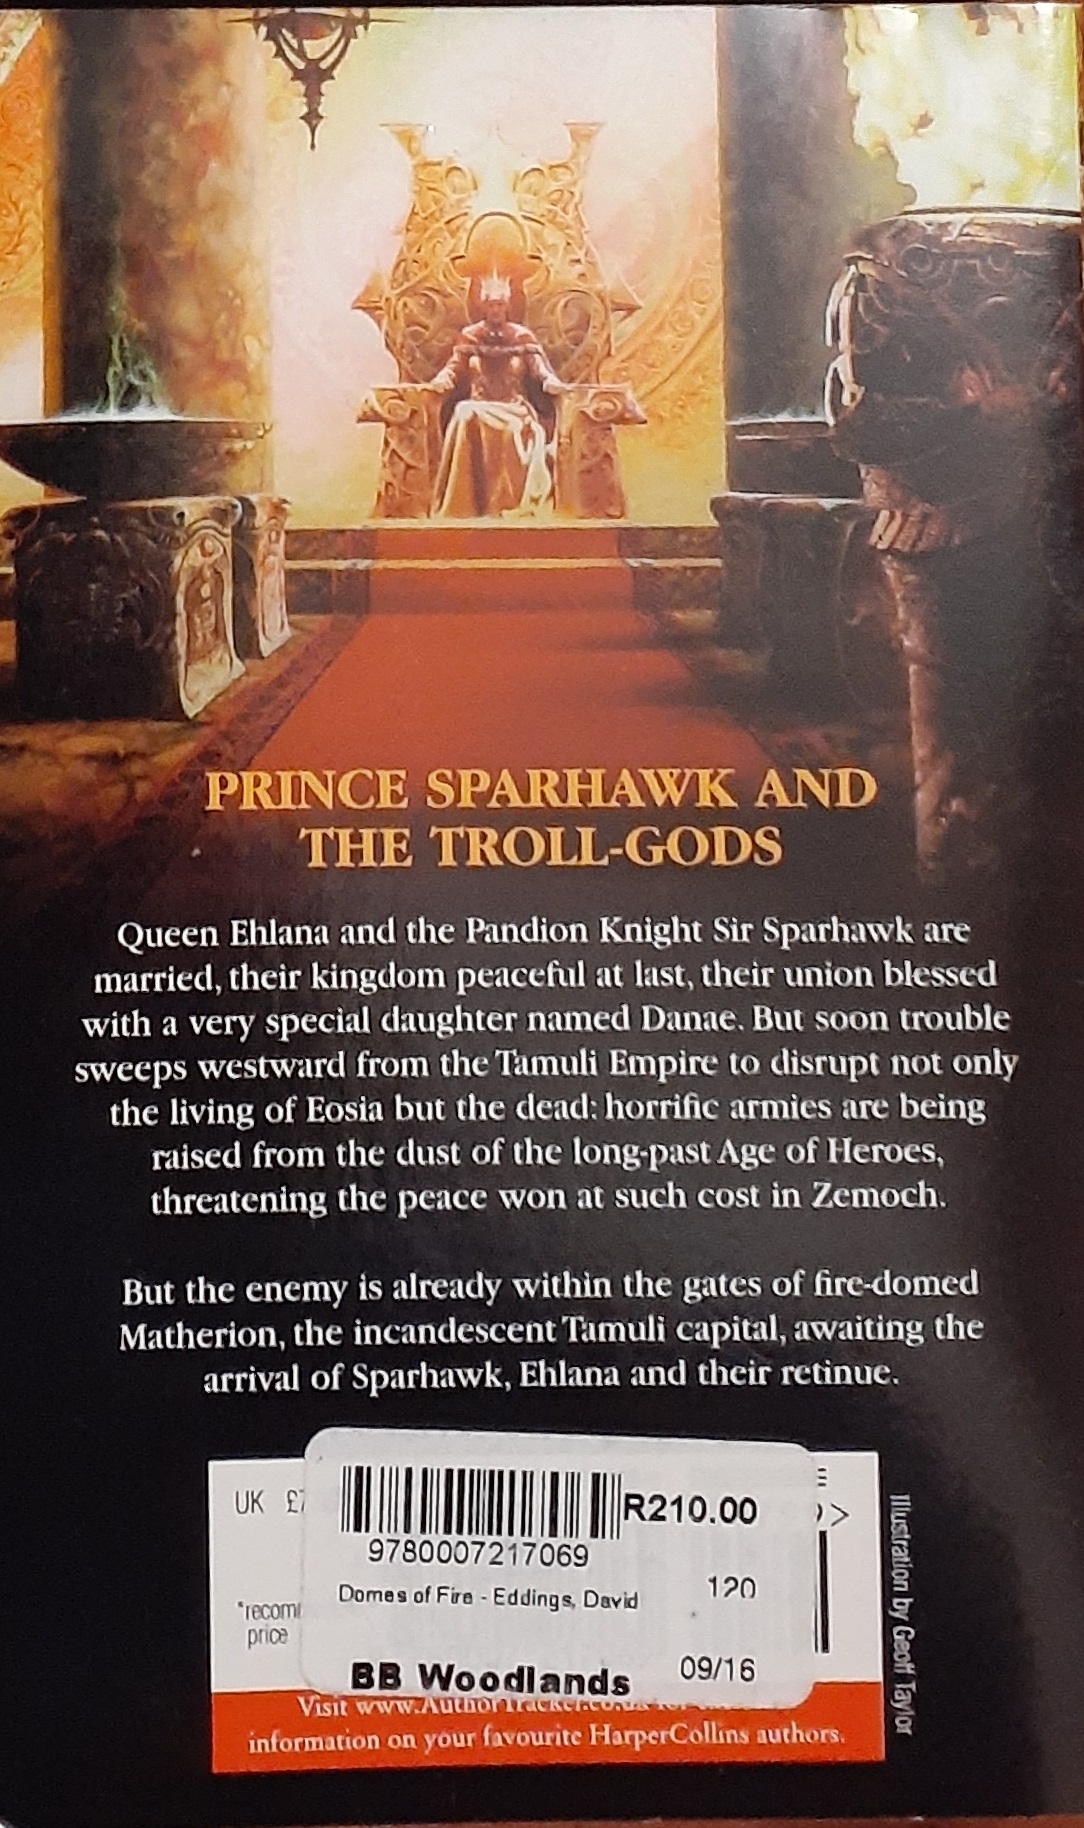 PRINCE SPARHAWK AND
THE TROLL-GODS
Queen Ehlana and the Pandion Knight Sir Sparhawk are
married, their kingdom peaceful at last, their union blessed
with a very special daughter named Danae. But soon trouble
sweeps westward from the Tamuli Empire to disrupt not only
the living of Eosia but the dead: horrific armies are being
raised from the dust of the long-past Age of Heroes,
threatening the peace won at such cost in Zemoch.
But the enemy is already within the gates of fire-domed
Matherion, the incandescent Tamuli capital, awaiting the
arrival of Sparhawk, Ehlana and their retinue.
UK £7
R210.00
9780007217069
Domes of Fire - Eddings, David
120
BB Woodlands
09/16
*recom
price
>
Visit www.AuthorTracker.co.uk
information on your favourite HarperCollins authors.
Illustration by Geoff Taylor